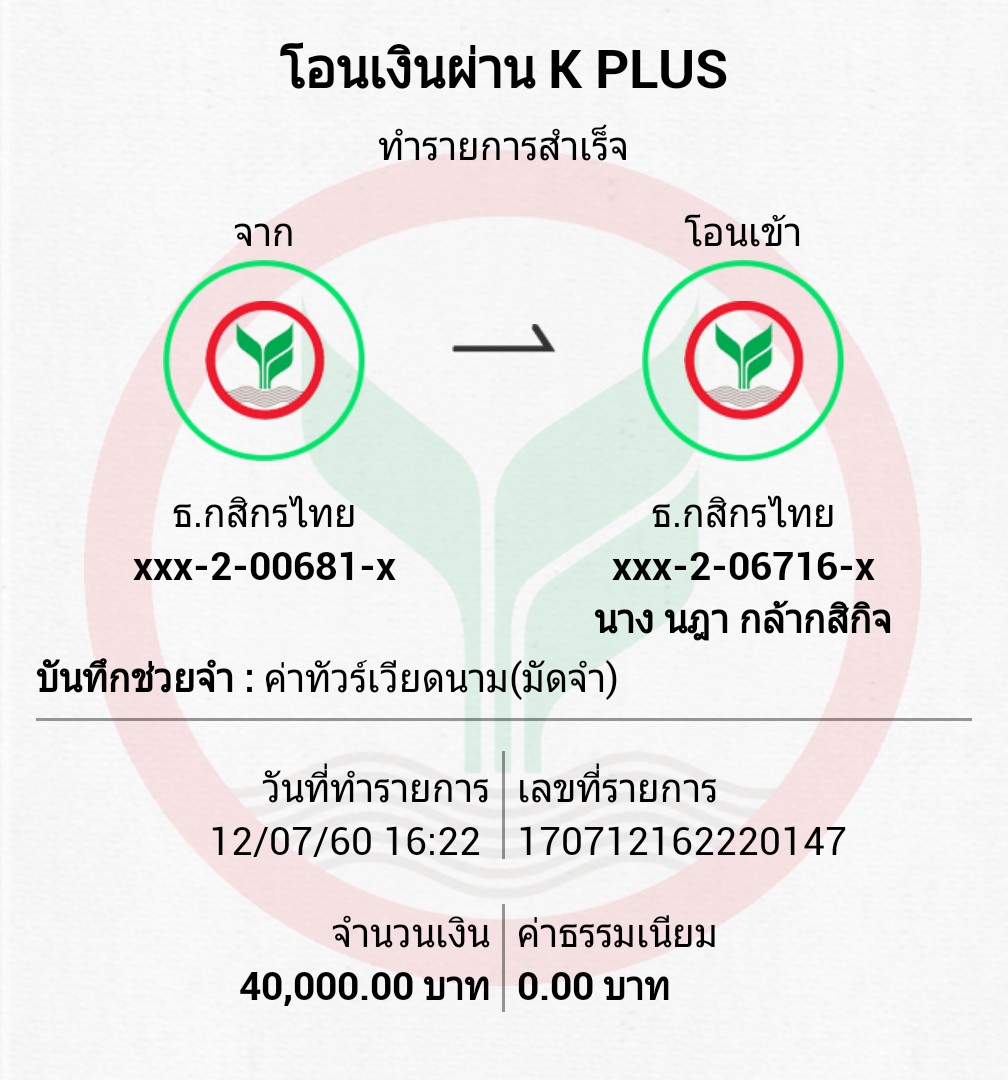 โอนเงินผ่าน K PLUS
ทำรายการสำเร็จ
จาก
โอนเข้า
ธ.กสิกรไทย
xxx-2-00681-x
ธ.กสิกรไทย
xxx-2-06716-x
นาง นฎา กล้ากสิกิจ
บันทึกช่วยจำ : ค่าทัวร์เวียดนาม(มัดจำ)
วันที่ทำรายการ
12/07/60 16:22
เลขที่รายการ
170712162220147
จำนวนเงิน
40,000.00 บาท
ค่าธรรมเนียม
0.00 บาท